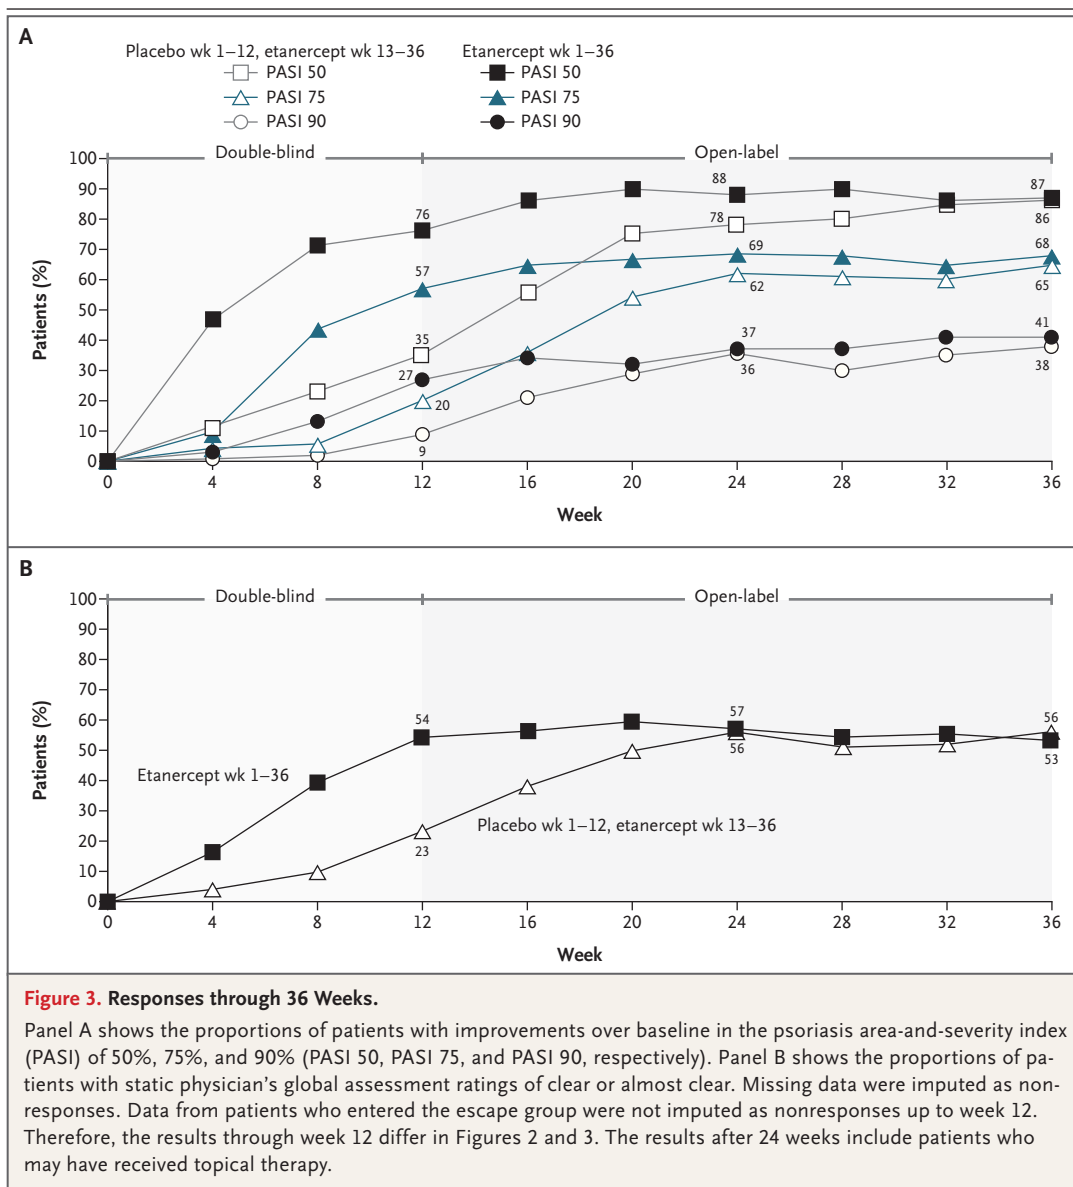 A
Placebo wk 1–12, etanercept wk 13–36
Etanercept wk 1–36
PASI 50
PASI 50
PASI 75
PASI 75
PASI 90
PASI 90
Double-blind
Open-label
100
90
80
70
60
50
40
30
20
10
0
Patients (%)
76
57
35
27
20
9
88
78
69
62
37
36
87
86
68
65
41
38
0
4
8
12
16
20
24
28
32
36
Week
B
Double-blind
Open-label
100
90
80
70
60
50
40
30
20
10
0
Patients (%)
54
57
56
56
53
23
Etanercept wk 1–36
Placebo wk 1–12, etanercept wk 13–36
0
4
8
12
16
20
24
28
32
36
Week
Figure 3. Responses through 36 Weeks.
Panel A shows the proportions of patients with improvements over baseline in the psoriasis area-and-severity index
(PASI) of 50%, 75%, and 90% (PASI 50, PASI 75, and PASI 90, respectively). Panel B shows the proportions of pa-
tients with static physician's global assessment ratings of clear or almost clear. Missing data were imputed as non-
responses. Data from patients who entered the escape group were not imputed as nonresponses up to week 12.
Therefore, the results through week 12 differ in Figures 2 and 3. The results after 24 weeks include patients who
may have received topical therapy.